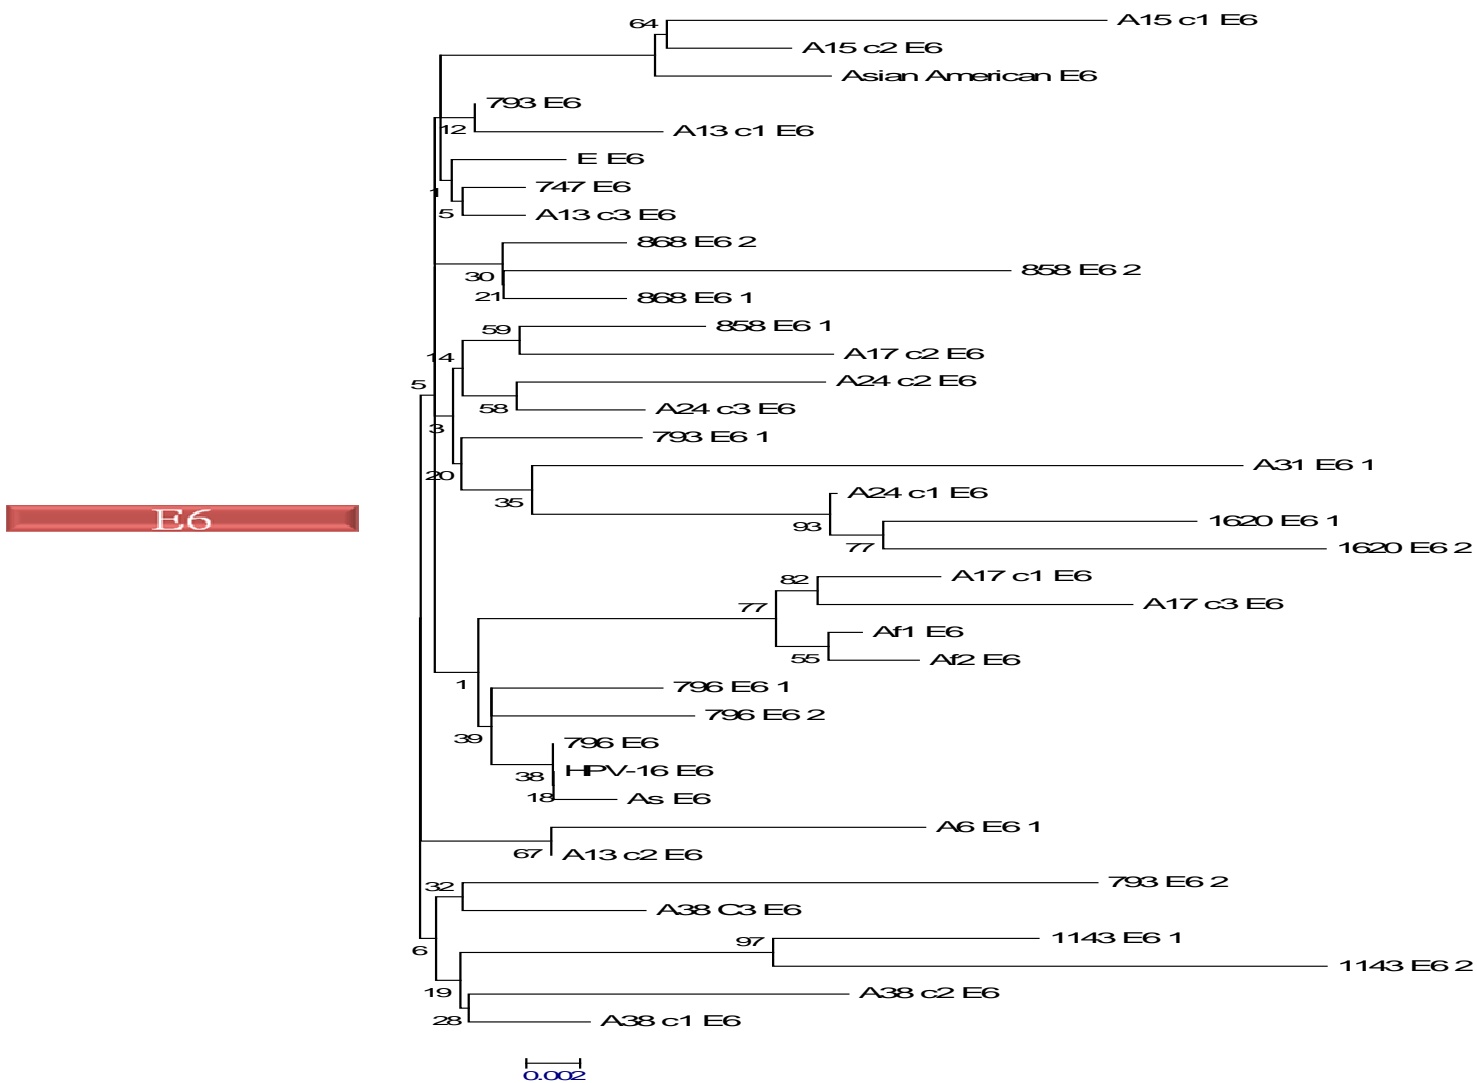 64
A15 c1 E6
A15 c2 E6
Asian American E6
793 E6
12
A13 c1 E6
E E6
747 E6
1
5
A13 c3 E6
868 E6 2
30
858 E6 2
21
868 E6 1
59
858 E6 1
14
A17 c2 E6
5
A24 c2 E6
58
A24 c3 E6
3
793 E6 1
20
A31 E6 1
35
A24 c1 E6
E6
93
1620 E6 1
77
1620 E6 2
82
A17 c1 E6
77
A17 c3 E6
Af1 E6
55
Af2 E6
1
796 E6 1
796 E6 2
39
796 E6
38
HPV-16 E6
18
As E6
A6 E6 1
67
A13 c2 E6
32
793 E6 2
A38 C3 E6
6
97
1143 E6 1
1143 E6 2
19
A38 c2 E6
28
A38 c1 E6
0.002